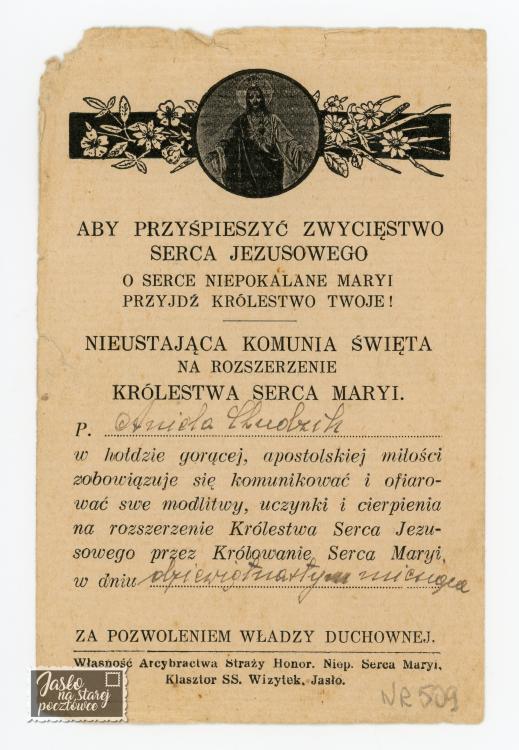 ABY PRZYŚPIESZYĆ ZWYCIĘSTWO
SERCA JEZUSOWEGO
O SERCE NIEPOKALANE MARYI
PRZYJDŹ KRÓLESTWO TWOJE!
NIEUSTAJĄCA KOMUNIA ŚWIĘTA
NA ROZSZERZENIE
KRÓLESTWA SERCA MARYI.
P. Aniela Chudzik
w hołdzie gorącej, apostolskiej miłości
zobowiązuje się komunikować i ofiaro-
wać swe modlitwy, uczynki i cierpienia
na rozszerzenie Królestwa Serca Jezu-
sowego przez Królowanie Serca Maryi
w dniu dziewiętnastym miesiąca
ZA POZWOLENIEM WŁADZY DUCHOWNEJ.
Własność Arcybractwa Straży Honor. Niep. Serca Maryi,
Klasztor SS. Wizytek, Jasło.
Jasło
na starej
pocztówce
NR 509